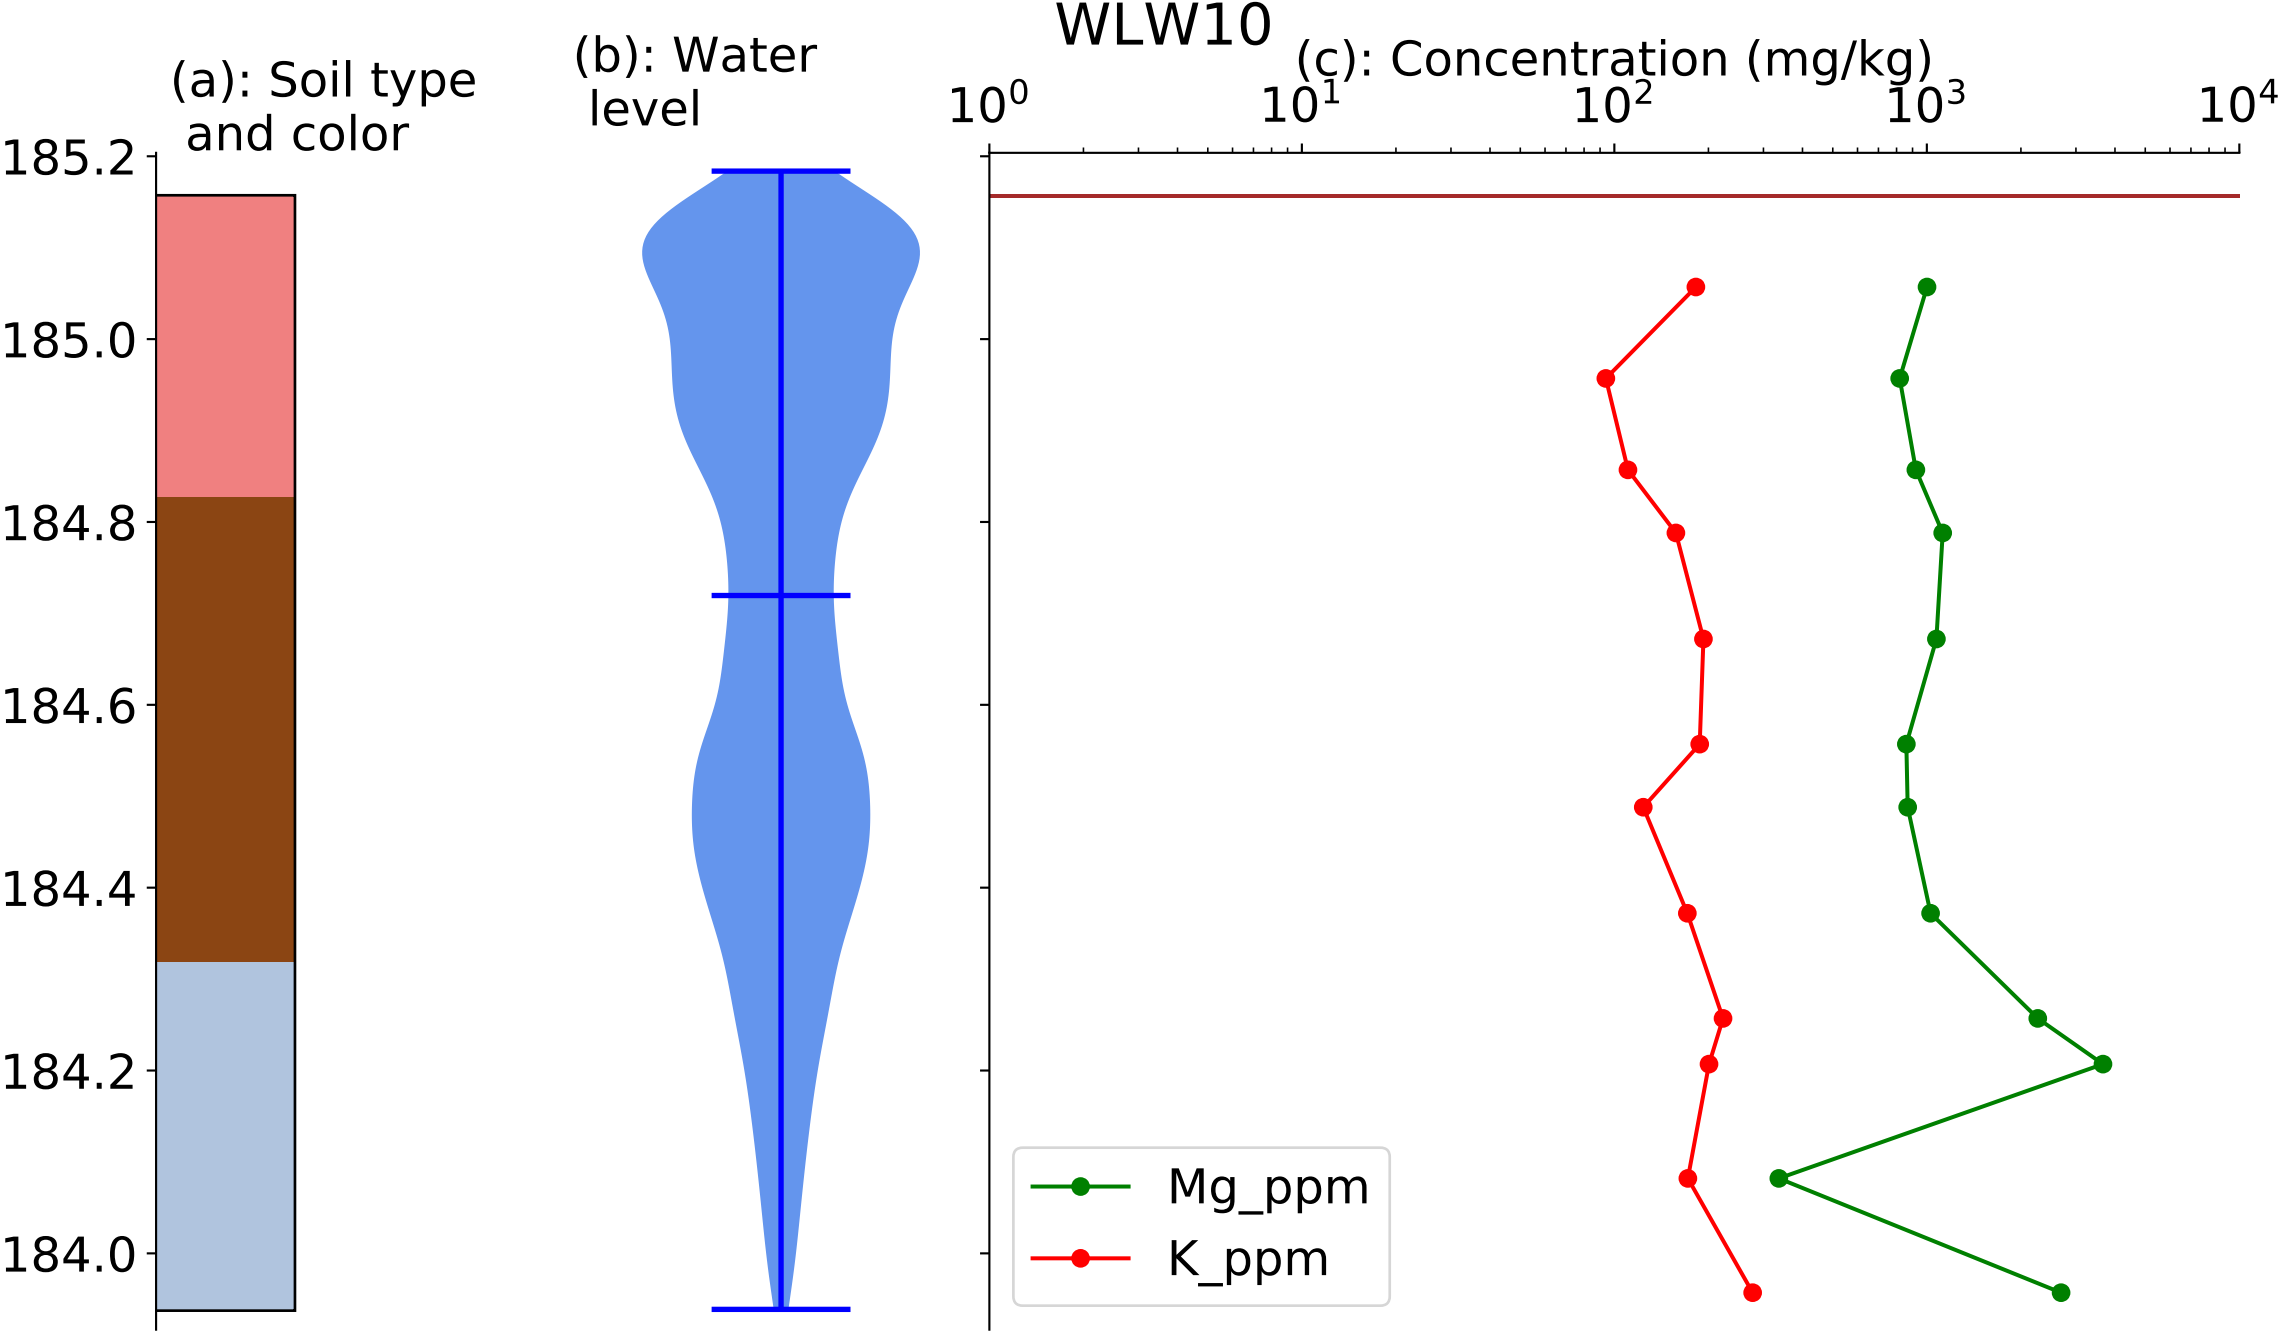 WLW10
(a): Soil type
and color
(b): Water
level
(c): Concentration (mg/kg)
10⁰ 10¹ 10² 10³ 10⁴
185.2
185.0
184.8
184.6
184.4
184.2
184.0
Mg_ppm
K_ppm